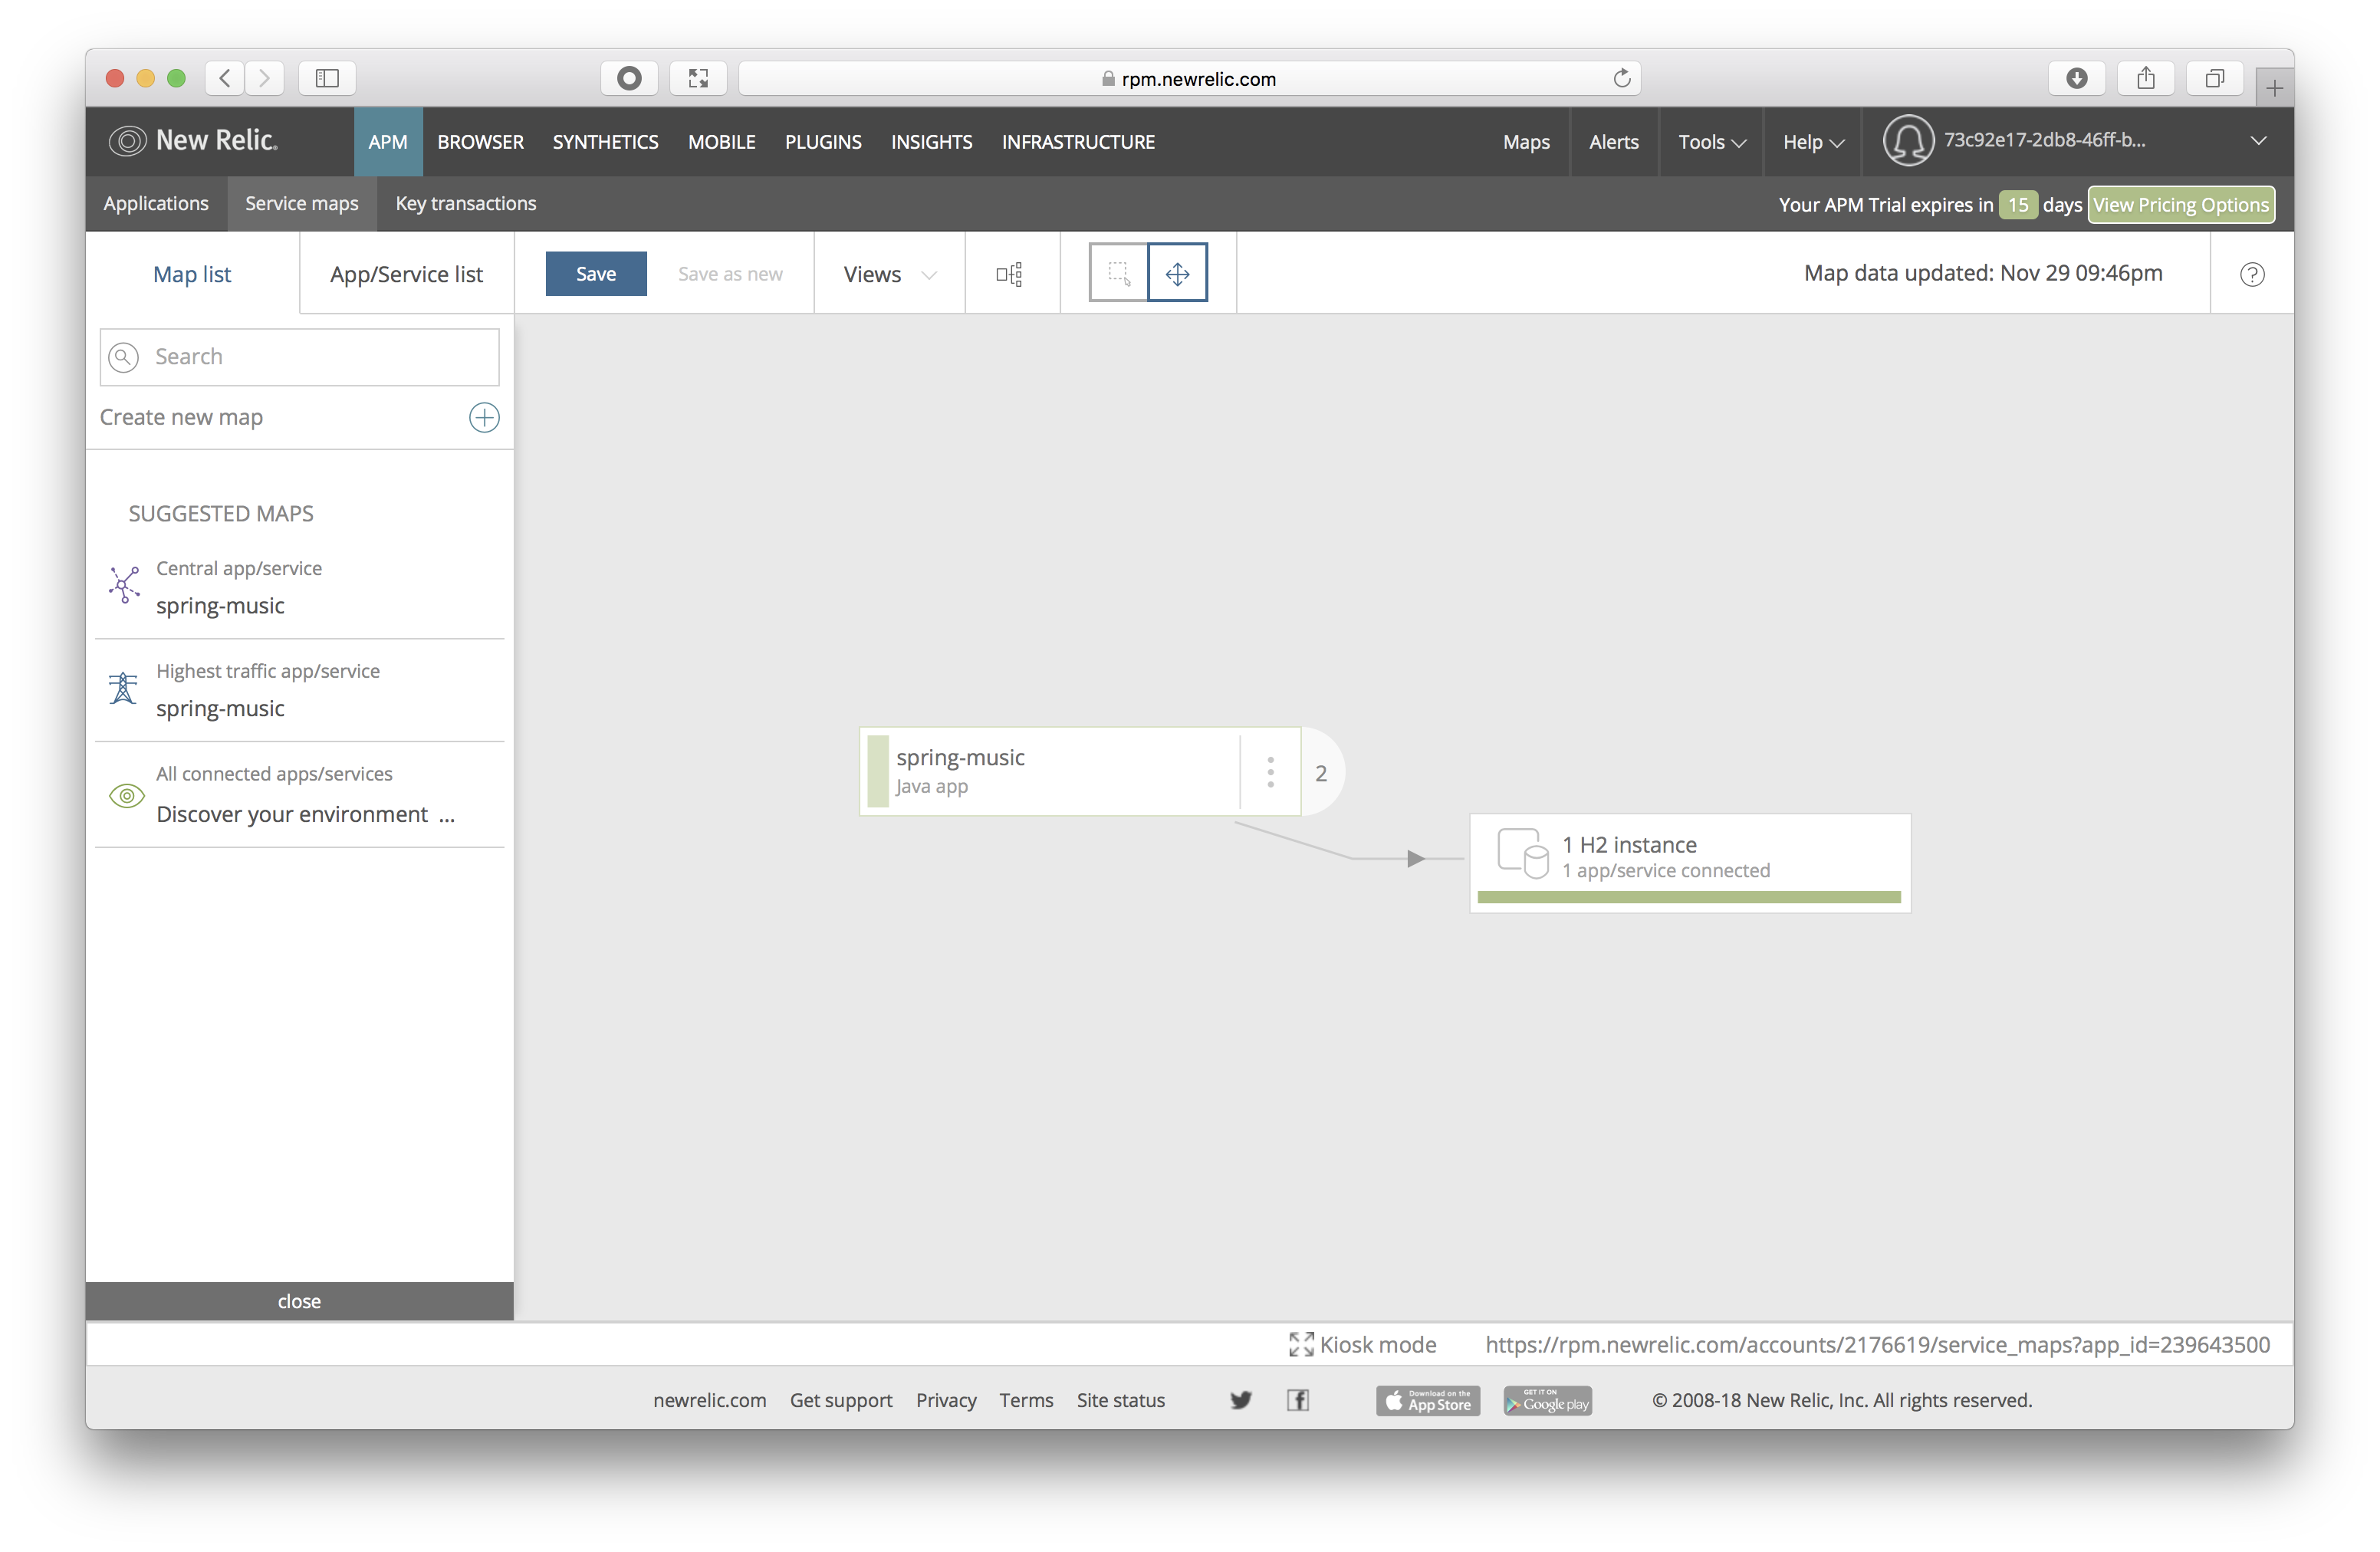 rpm.newrelic.com
New Relic.
APM BROWSER SYNTHETICS MOBILE PLUGINS INSIGHTS INFRASTRUCTURE
Maps Alerts Tools Help 73c92e17-2db8-46ff-b...
Applications Service maps Key transactions
Your APM Trial expires in 15 days View Pricing Options
Map list App/Service list Save Save as new Views Map data updated: Nov 29 09:46pm ?
Search
Create new map
SUGGESTED MAPS
Central app/service
spring-music
Highest traffic app/service
spring-music
All connected apps/services
Discover your environment ...
spring-music
Java app
2
1 H2 instance
1 app/service connected
close
Kiosk mode https://rpm.newrelic.com/accounts/2176619/service_maps?app_id=239643500
newrelic.com Get support Privacy Terms Site status
Download on the
App Store
GET IT ON
Google play
© 2008-18 New Relic, Inc. All rights reserved.